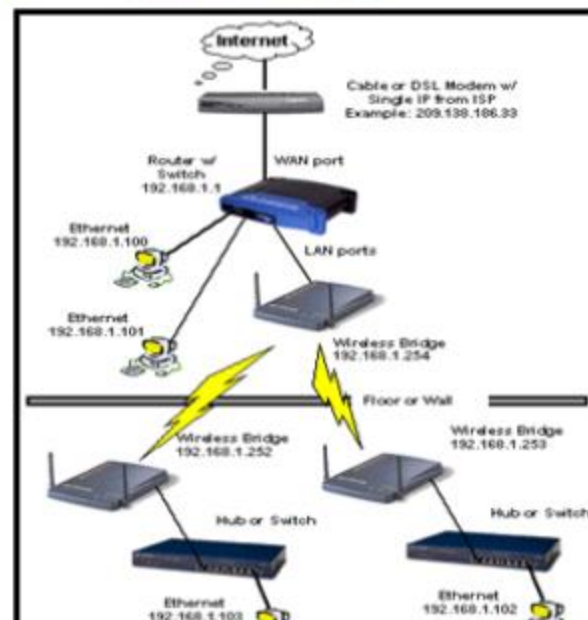 Internet
Cable or DSL Modem w/
Single IP from ISP
Example: 209.138.186.33
Router w/
Switch
192.168.1.1
WAN port
Ethernet
192.168.1.100
LAN ports
Ethernet
192.168.1.101
Wireless Bridge
192.168.1.254
Floor or Wall
Wireless Bridge
192.168.1.252
Wireless Bridge
192.168.1.253
Hub or Switch
Hub or Switch
Ethernet
192.168.1.103
Ethernet
192.168.1.102